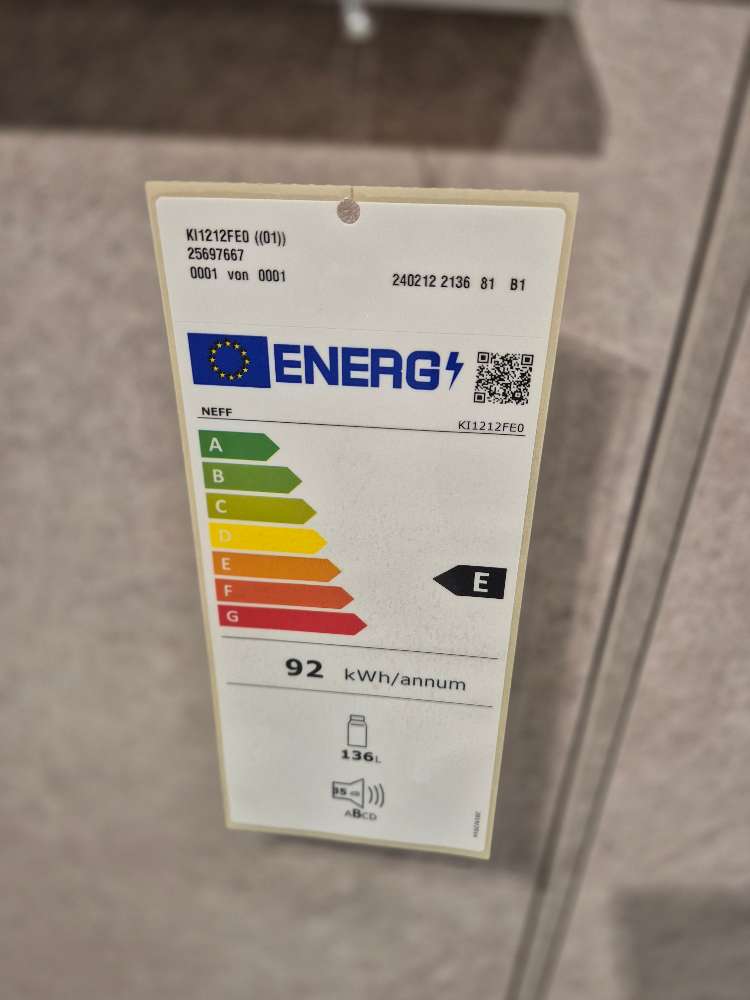 KI1212FE0 ((01))
25697667
0001 von 0001
240212 2136 81 B1
ENERG
NEFF
KI1212FE0
A
B
C
D
E
F
G
E
92 kWh/annum
136L
35 dB
ABCD